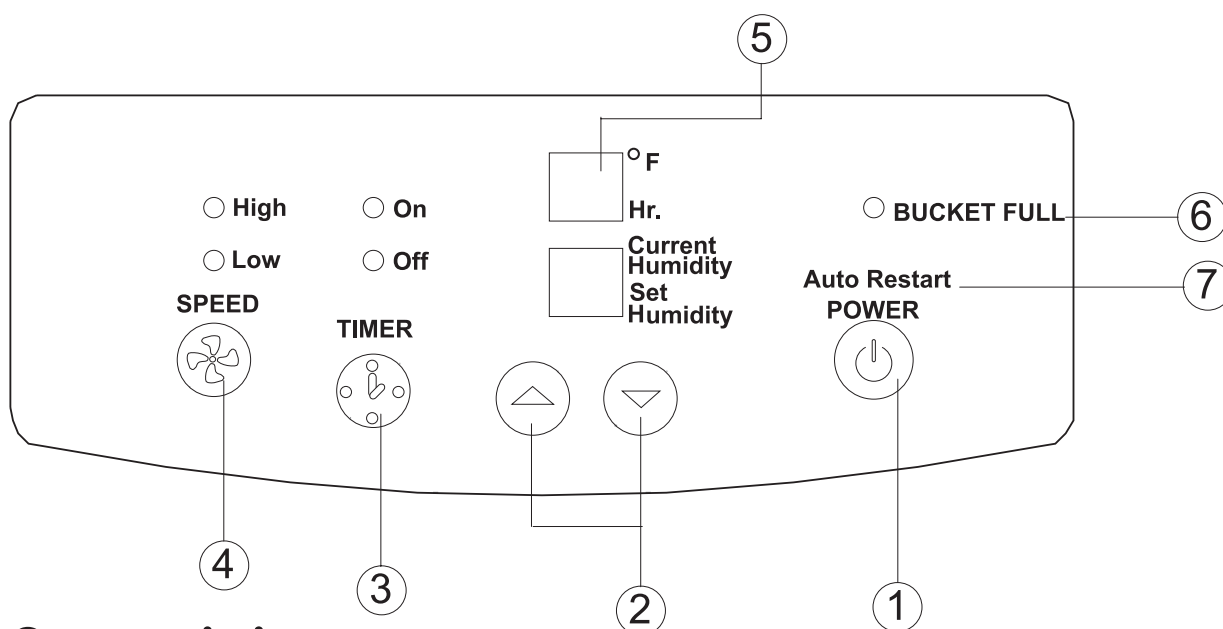 5
°F
High
On
Hr.
BUCKET FULL
6
Low
Off
Current
Humidity
Auto Restart
7
Set
Humidity
SPEED
TIMER
POWER
4
3
2
1